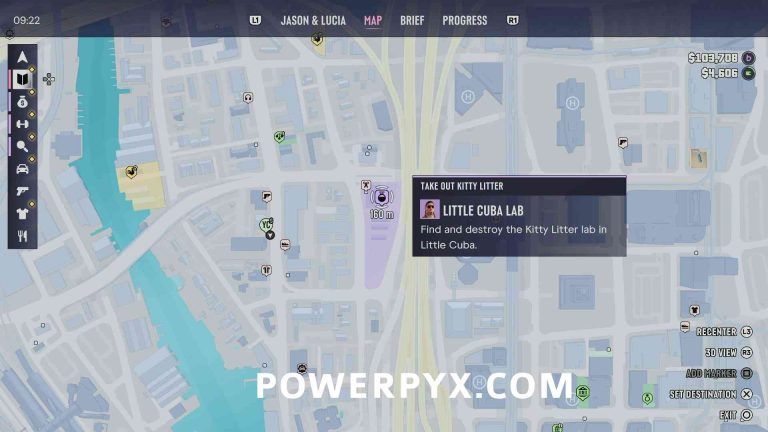 09:22
L1 JASON & LUCIA MAP BRIEF PROGRESS R1
$103,708
$4,606
H
H
TAKE OUT KITTY LITTER
LITTLE CUBA LAB
Find and destroy the Kitty Litter lab in
Little Cuba.
160 m
YC
H
RECENTER L3
3D VIEW R3
ADD MARKER
SET DESTINATION
EXIT
POWERPYX.COM